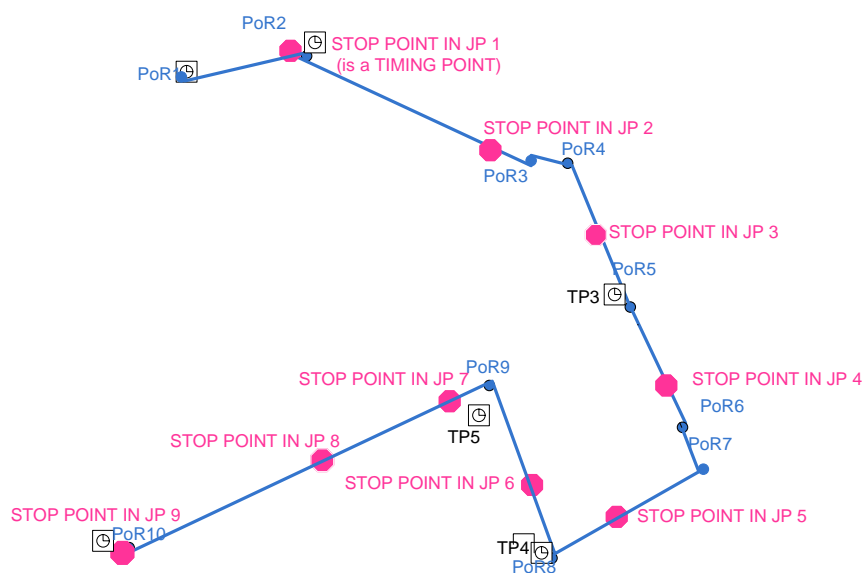 PoR2
STOP POINT IN JP 1
(is a TIMING POINT)
PoR1
STOP POINT IN JP 2
PoR4
PoR3
STOP POINT IN JP 3
PoR5
TP3
PoR9
STOP POINT IN JP 7
STOP POINT IN JP 4
PoR6
TP5
PoR7
STOP POINT IN JP 8
STOP POINT IN JP 6
STOP POINT IN JP 9
STOP POINT IN JP 5
PoR10
TP4
PoR8